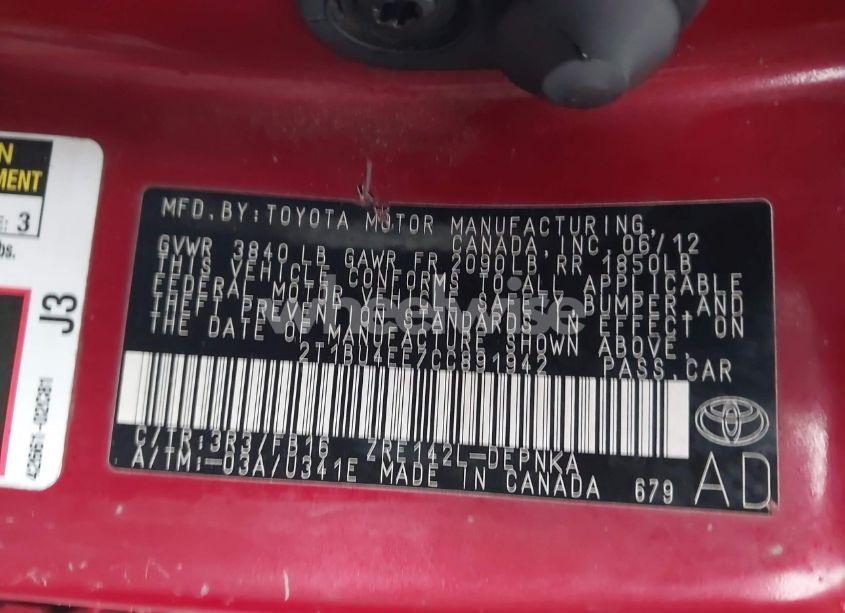 N
MENT
E: 3
bs.
J3
MFD. BY: TOYOTA MOTOR MANUFACTURING,
CANADA, INC. 06/12
GVWR 3840 LB GAWR FR 2090LB RR 1850LB
THIS VEHICLE CONFORMS TO ALL APPLICABLE
FEDERAL MOTOR VEHICLE SAFETY, BUMPER AND
THEFT PREVENTION STANDARDS IN EFFECT ON
THE DATE OF MANUFACTURE SHOWN ABOVE.
2T1BU4EE7CC891942 PASS. CAR
C/TR:3R3/FB16 ZRE142L-DEPNKA
A/TM:-03A/U341E MADE IN CANADA 679
AD
wheelwise